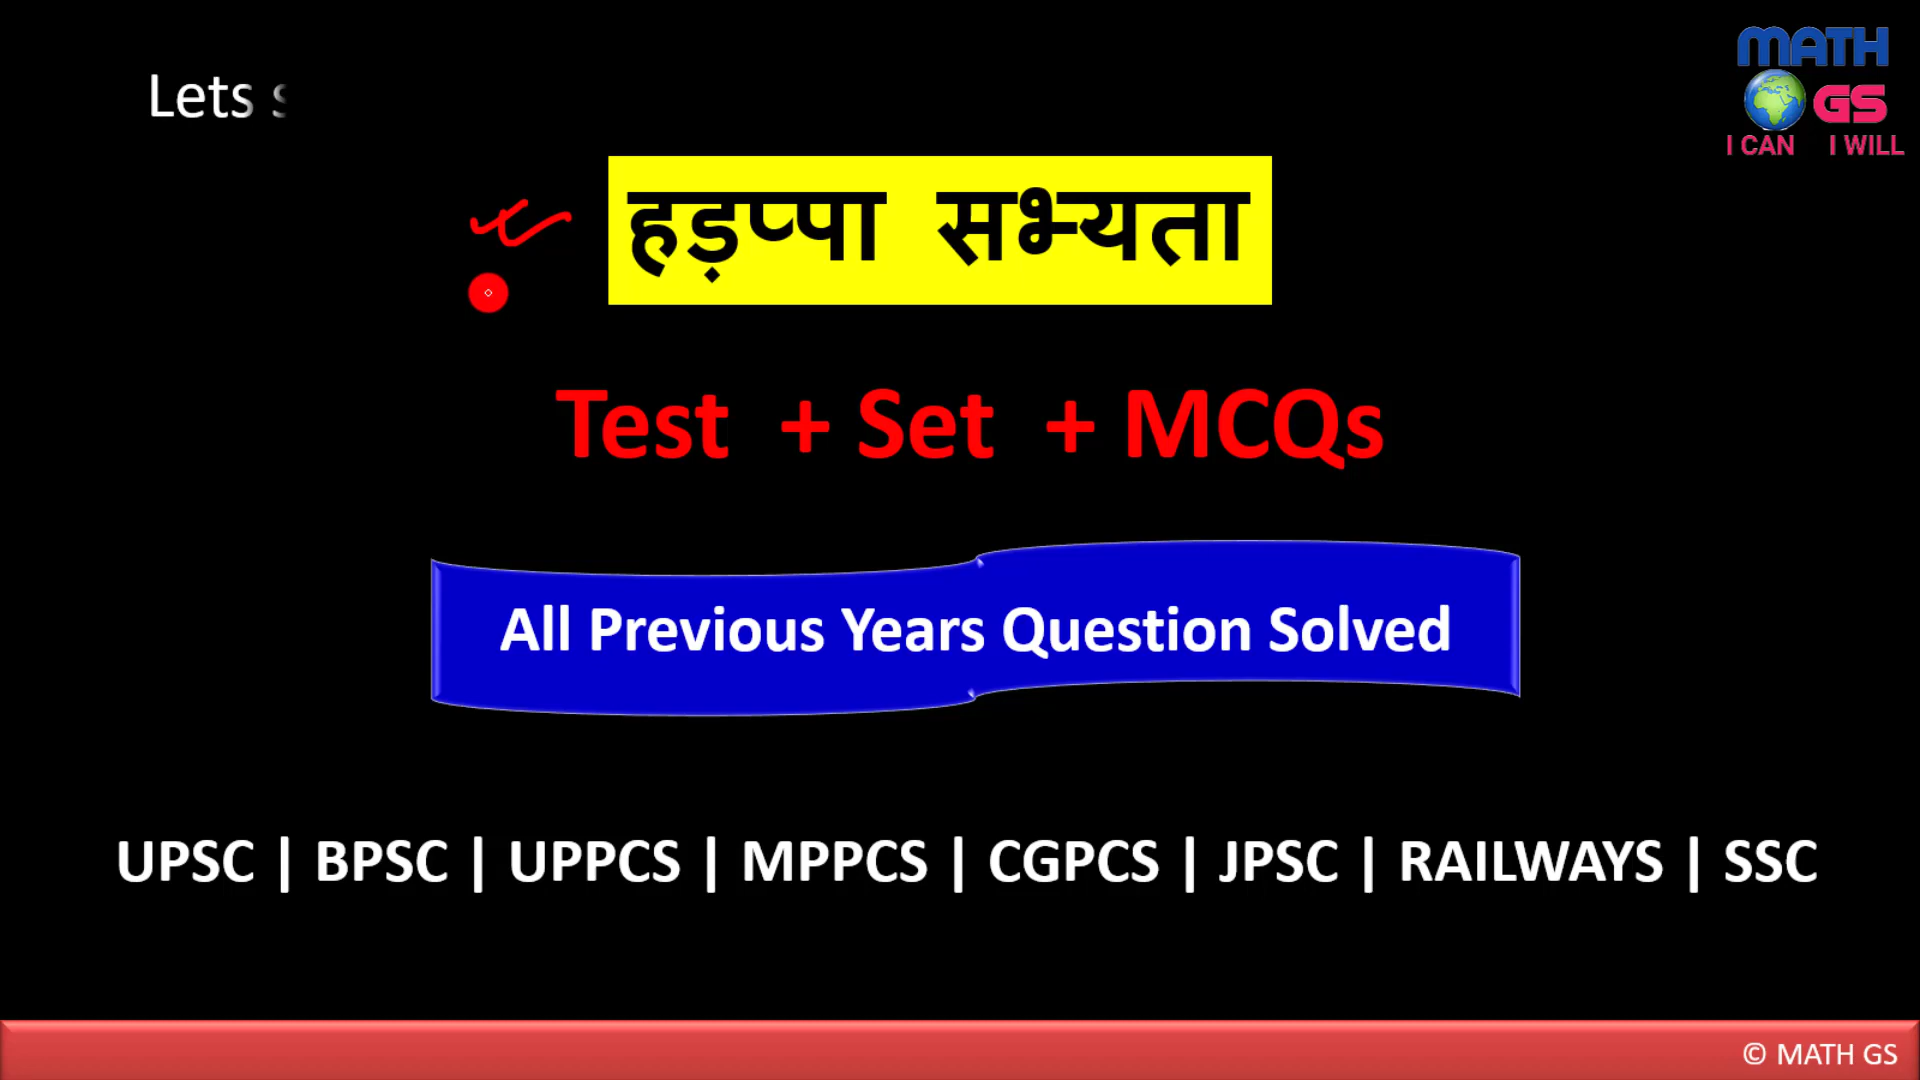 Lets
MATH
GS
I CAN I WILL
हड़प्पा सभ्यता
Test + Set + MCQs
All Previous Years Question Solved
UPSC | BPSC | UPPCS | MPPCS | CGPCS | JPSC | RAILWAYS | SSC
© MATH GS